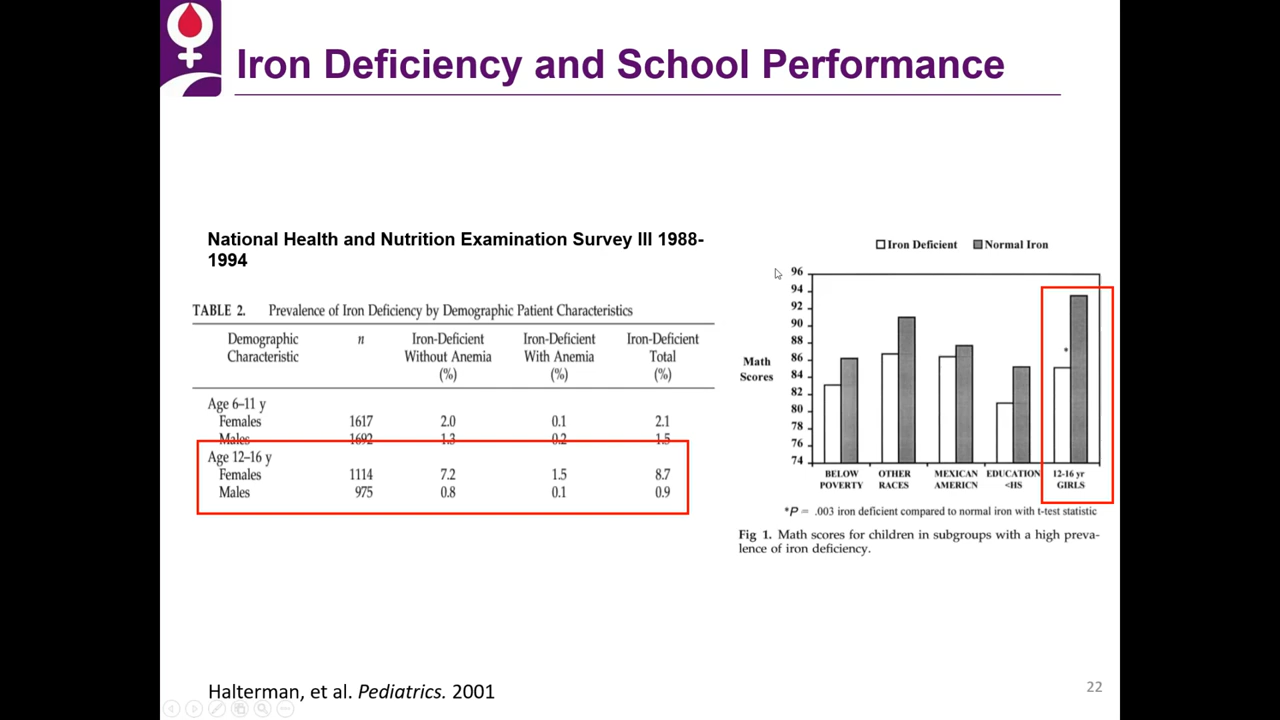 Iron Deficiency and School Performance
National Health and Nutrition Examination Survey III 1988-
1994
TABLE 2. Prevalence of Iron Deficiency by Demographic Patient Characteristics
Demographic n Iron-Deficient Iron-Deficient Iron-Deficient
Characteristic Without Anemia With Anemia Total
(%) (%) (%)
Age 6–11 y
Females 1617 2.0 0.1 2.1
Males 1692 1.3 0.2 1.5
Age 12–16 y
Females 1114 7.2 1.5 8.7
Males 975 0.8 0.1 0.9
Iron Deficient Normal Iron
96
94
92
90
88
86
84
82
80
78
76
74
Math
Scores
*
BELOW OTHER MEXICAN EDUCATION 12-16 yr
POVERTY RACES AMERICN <HS GIRLS
*P = .003 iron deficient compared to normal iron with t-test statistic
Fig 1. Math scores for children in subgroups with a high preva-
lence of iron deficiency.
Halterman, et al. Pediatrics. 2001
22